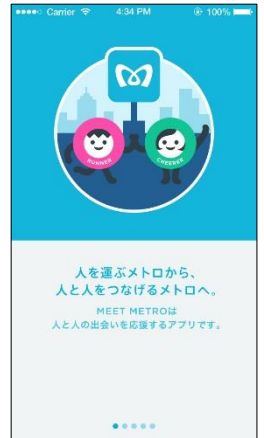 Carrier 4:34 PM 100%
RUNNER
CHEERER
人を運ぶメトロから、
人と人をつなげるメトロへ。
MEET METROは
人と人の出会いを応援するアプリです。